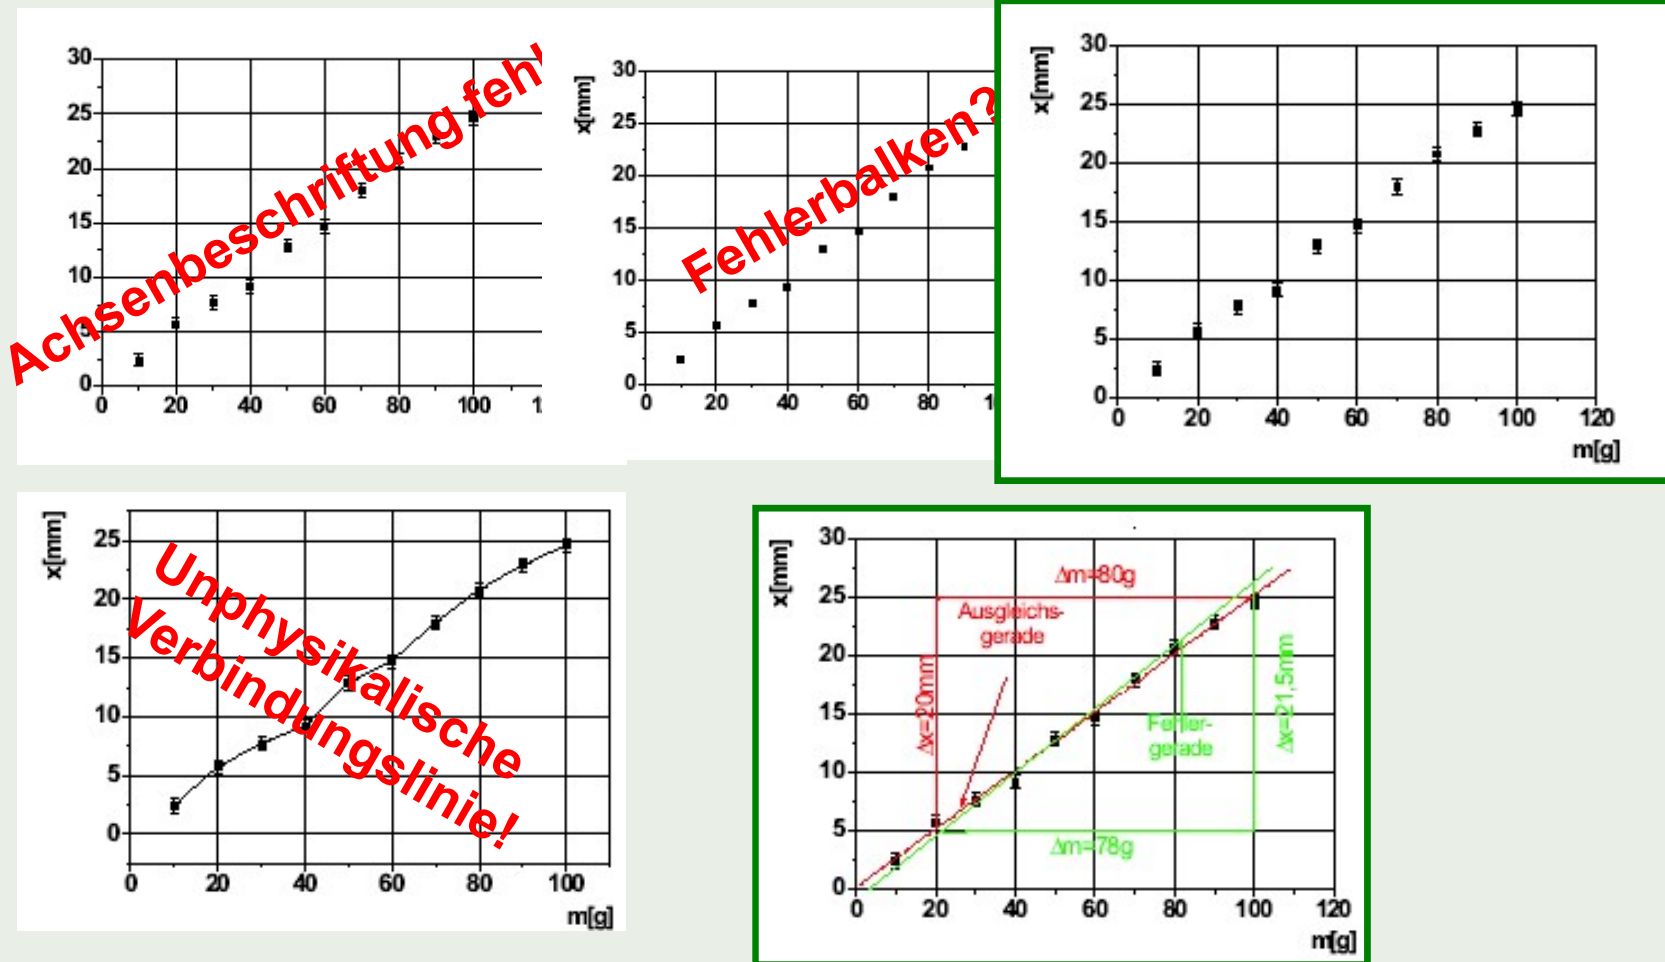 30
25
20
15
10
5
0
0 20 40 60 80 100
Achsenbeschriftung
x[mm]
30
25
20
15
10
5
0
0 20 40 60 80
Fehlerbalken?
x[mm]
30
25
20
15
10
5
0
0 20 40 60 80 100 120
m[g]
x[mm]
25
20
15
10
5
0
0 20 40 60 80 100
m[g]
Unphysikalische
Verbindungslinie!
x[mm]
30
25
20
15
10
5
0
0 20 40 60 80 100 120
m[g]
Δm=80g
Ausgleichs-
gerade
Δx=20mm
Fehler-
gerade
Δx=21,5mm
Δm=78g